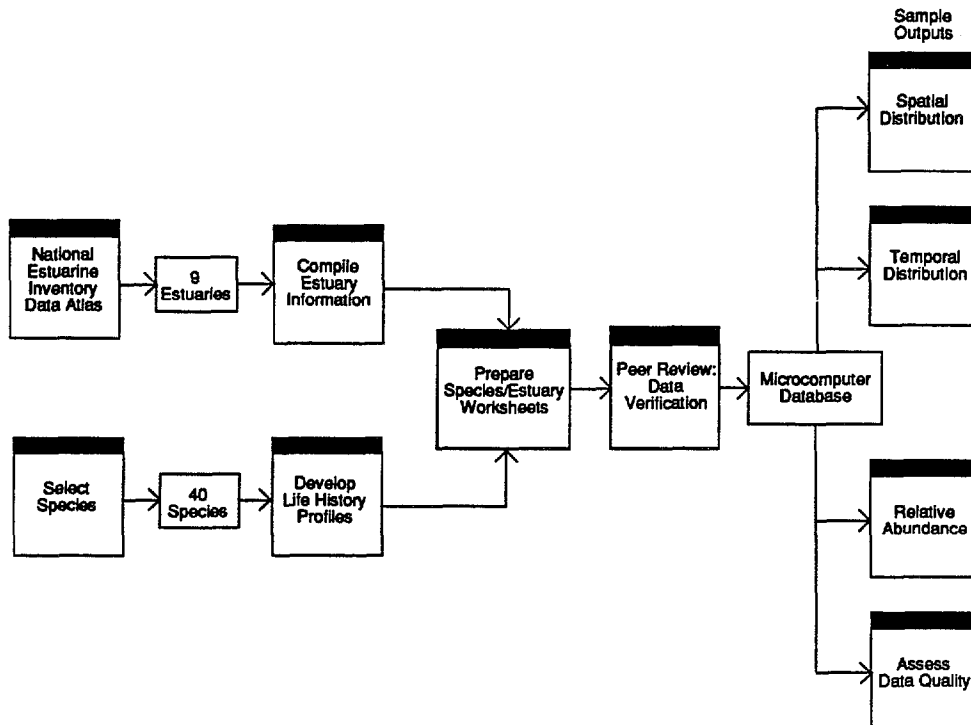 Sample
Outputs
Spatial
Distribution
Temporal
Distribution
National
Estuarine
Inventory
Data Atlas
9
Estuaries
Compile
Estuary
Information
Prepare
Species/Estuary
Worksheets
Peer Review:
Data
Verification
Microcomputer
Database
Select
Species
40
Species
Develop
Life History
Profiles
Relative
Abundance
Assess
Data Quality